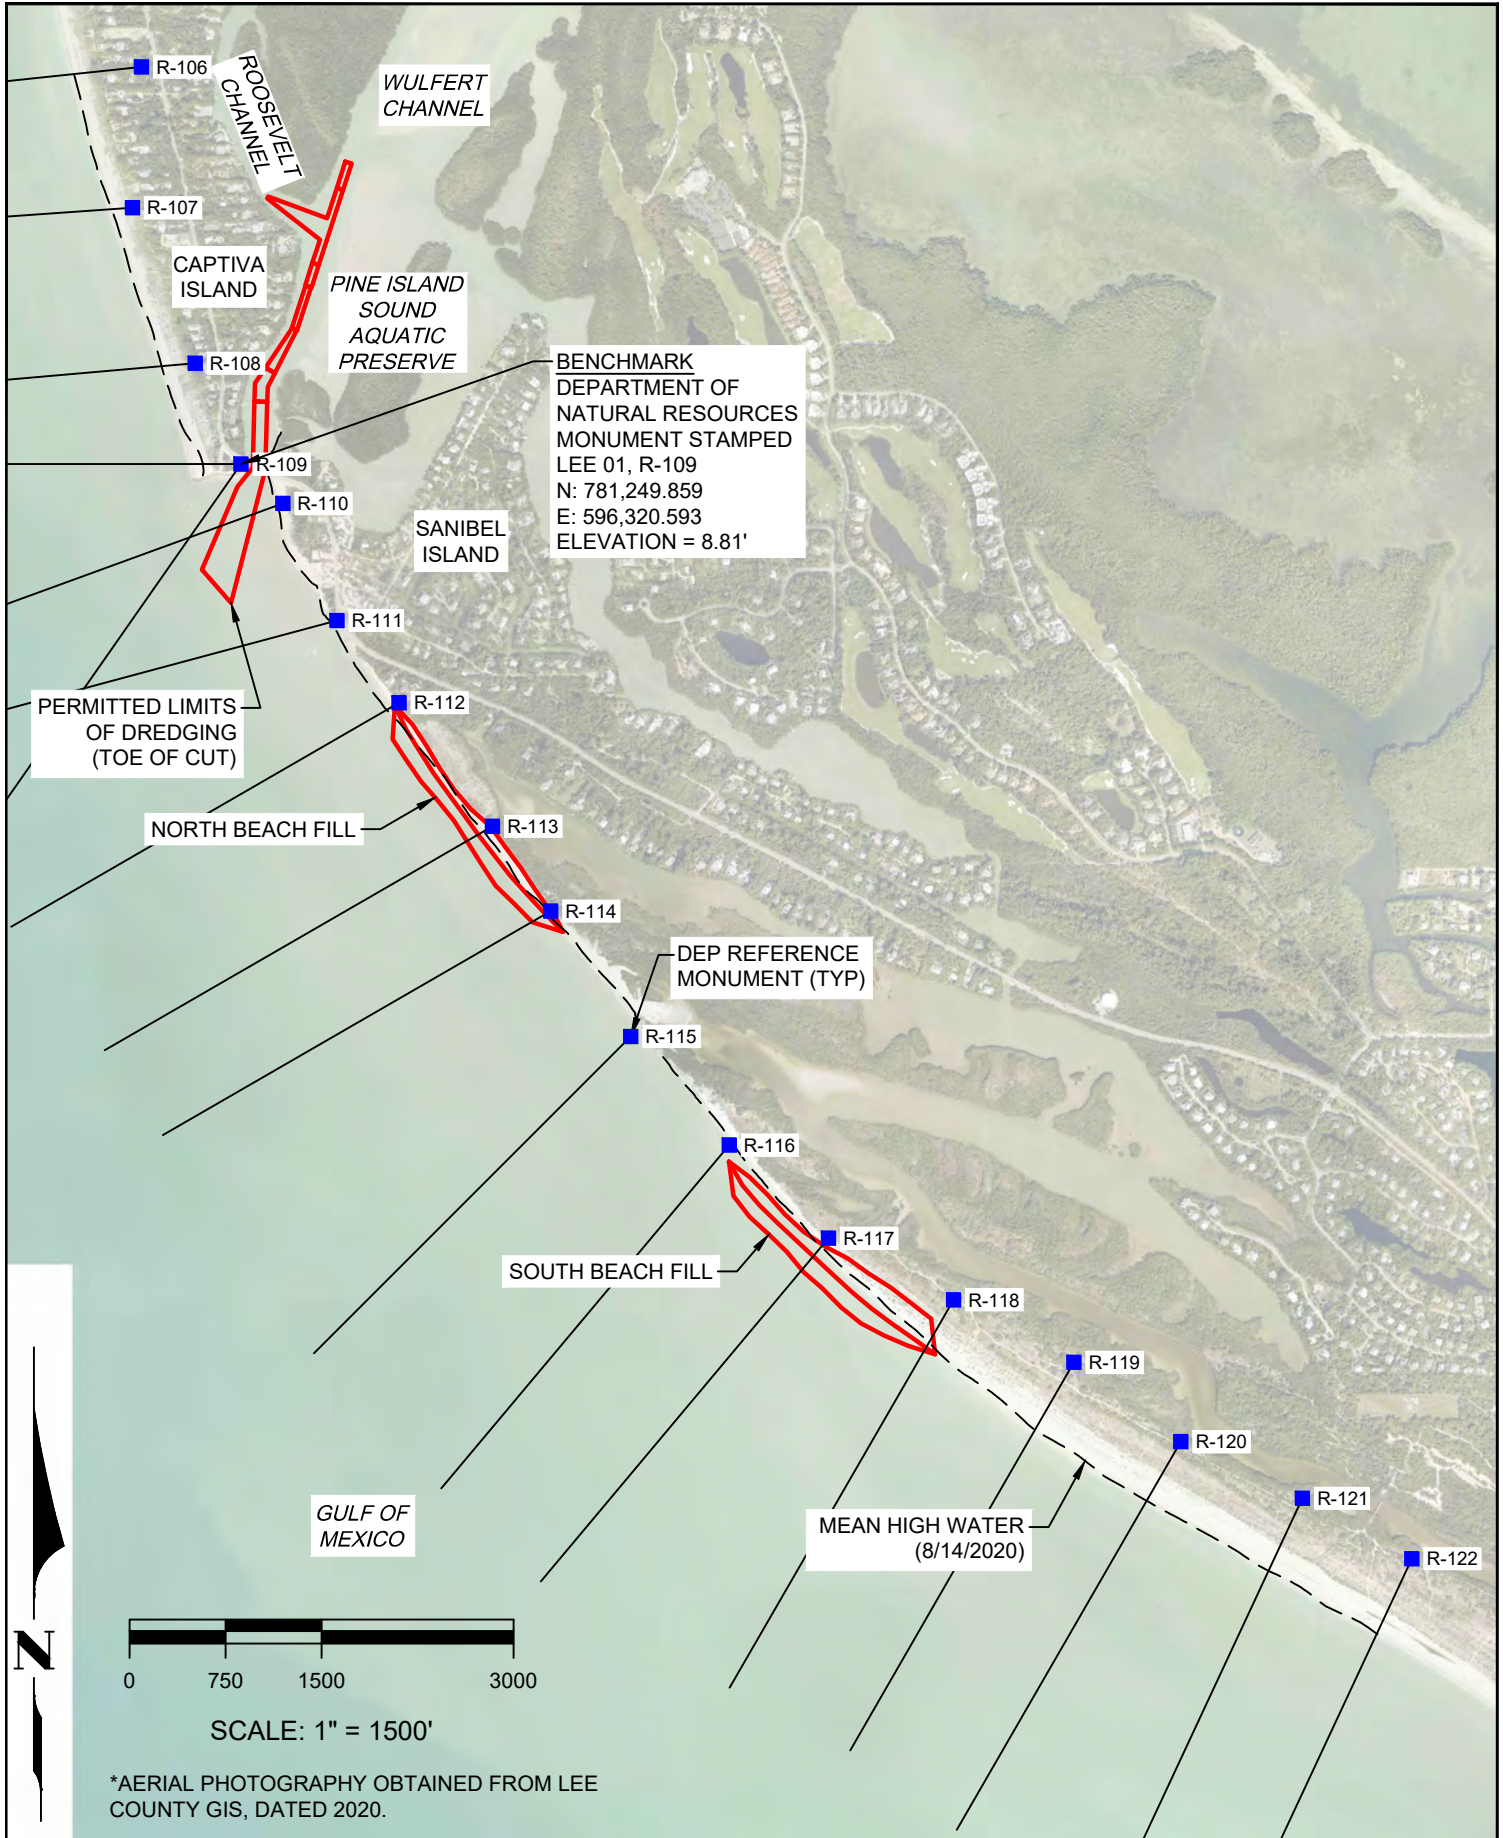 R-106
ROOSEVELT
CHANNEL
WULFERT
CHANNEL
R-107
CAPTIVA
ISLAND
PINE ISLAND
SOUND
AQUATIC
PRESERVE
R-108
BENCHMARK
DEPARTMENT OF
NATURAL RESOURCES
MONUMENT STAMPED
LEE 01, R-109
N: 781,249.859
E: 596,320.593
ELEVATION = 8.81'
R-109
R-110
SANIBEL
ISLAND
R-111
PERMITTED LIMITS
OF DREDGING
(TOE OF CUT)
R-112
NORTH BEACH FILL
R-113
R-114
DEP REFERENCE
MONUMENT (TYP)
R-115
R-116
R-117
SOUTH BEACH FILL
R-118
R-119
R-120
R-121
R-122
GULF OF
MEXICO
MEAN HIGH WATER
(8/14/2020)
N
0 750 1500 3000
SCALE: 1" = 1500'
*AERIAL PHOTOGRAPHY OBTAINED FROM LEE
COUNTY GIS, DATED 2020.